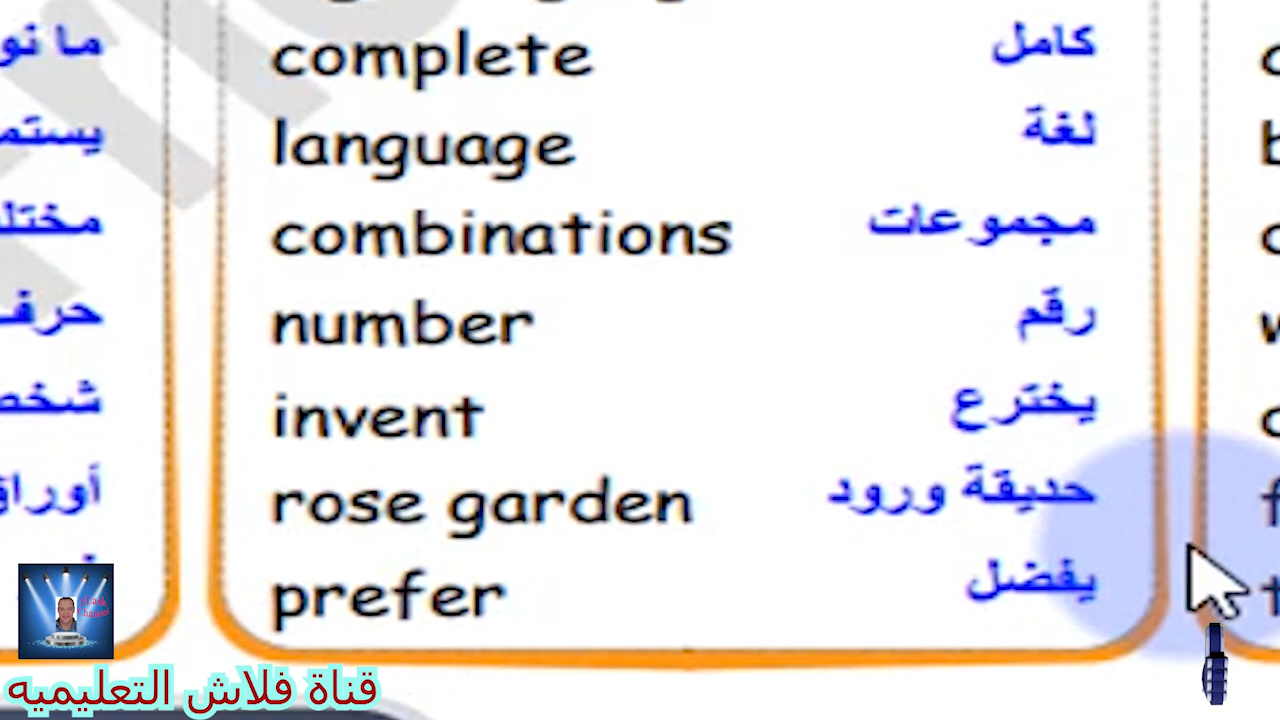 complete كامل
language لغة
combinations مجموعات
number رقم
invent يخترع
rose garden حديقة ورود
prefer يفضل
قناة فلاش التعليميه